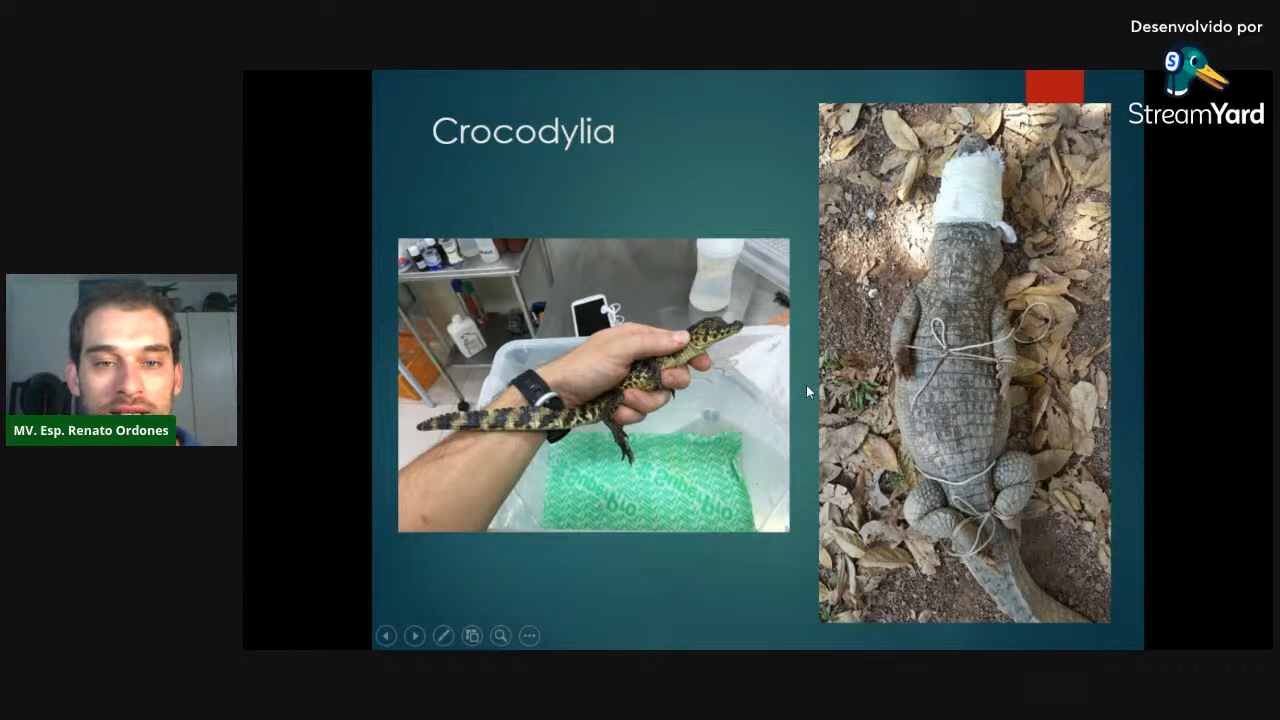 Desenvolvido por
S
StreamYard
Crocodylia
MV. Esp. Renato Ordones